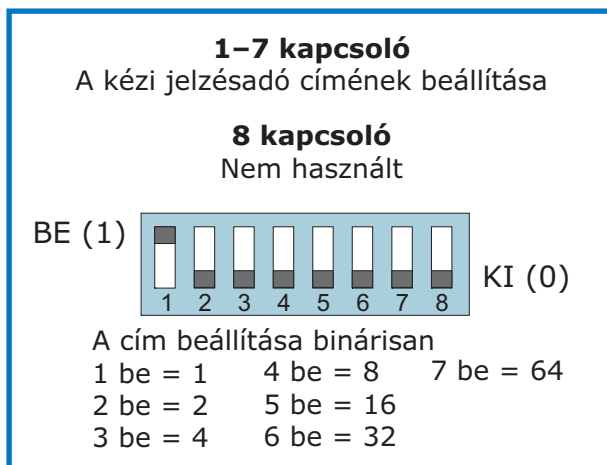 1–7 kapcsoló
A kézi jelzésadó címének beállítása
8 kapcsoló
Nem használt
BE (1)
KI (0)
1 2 3 4 5 6 7 8
A cím beállítása binárisan
1 be = 1 4 be = 8 7 be = 64
2 be = 2 5 be = 16
3 be = 4 6 be = 32